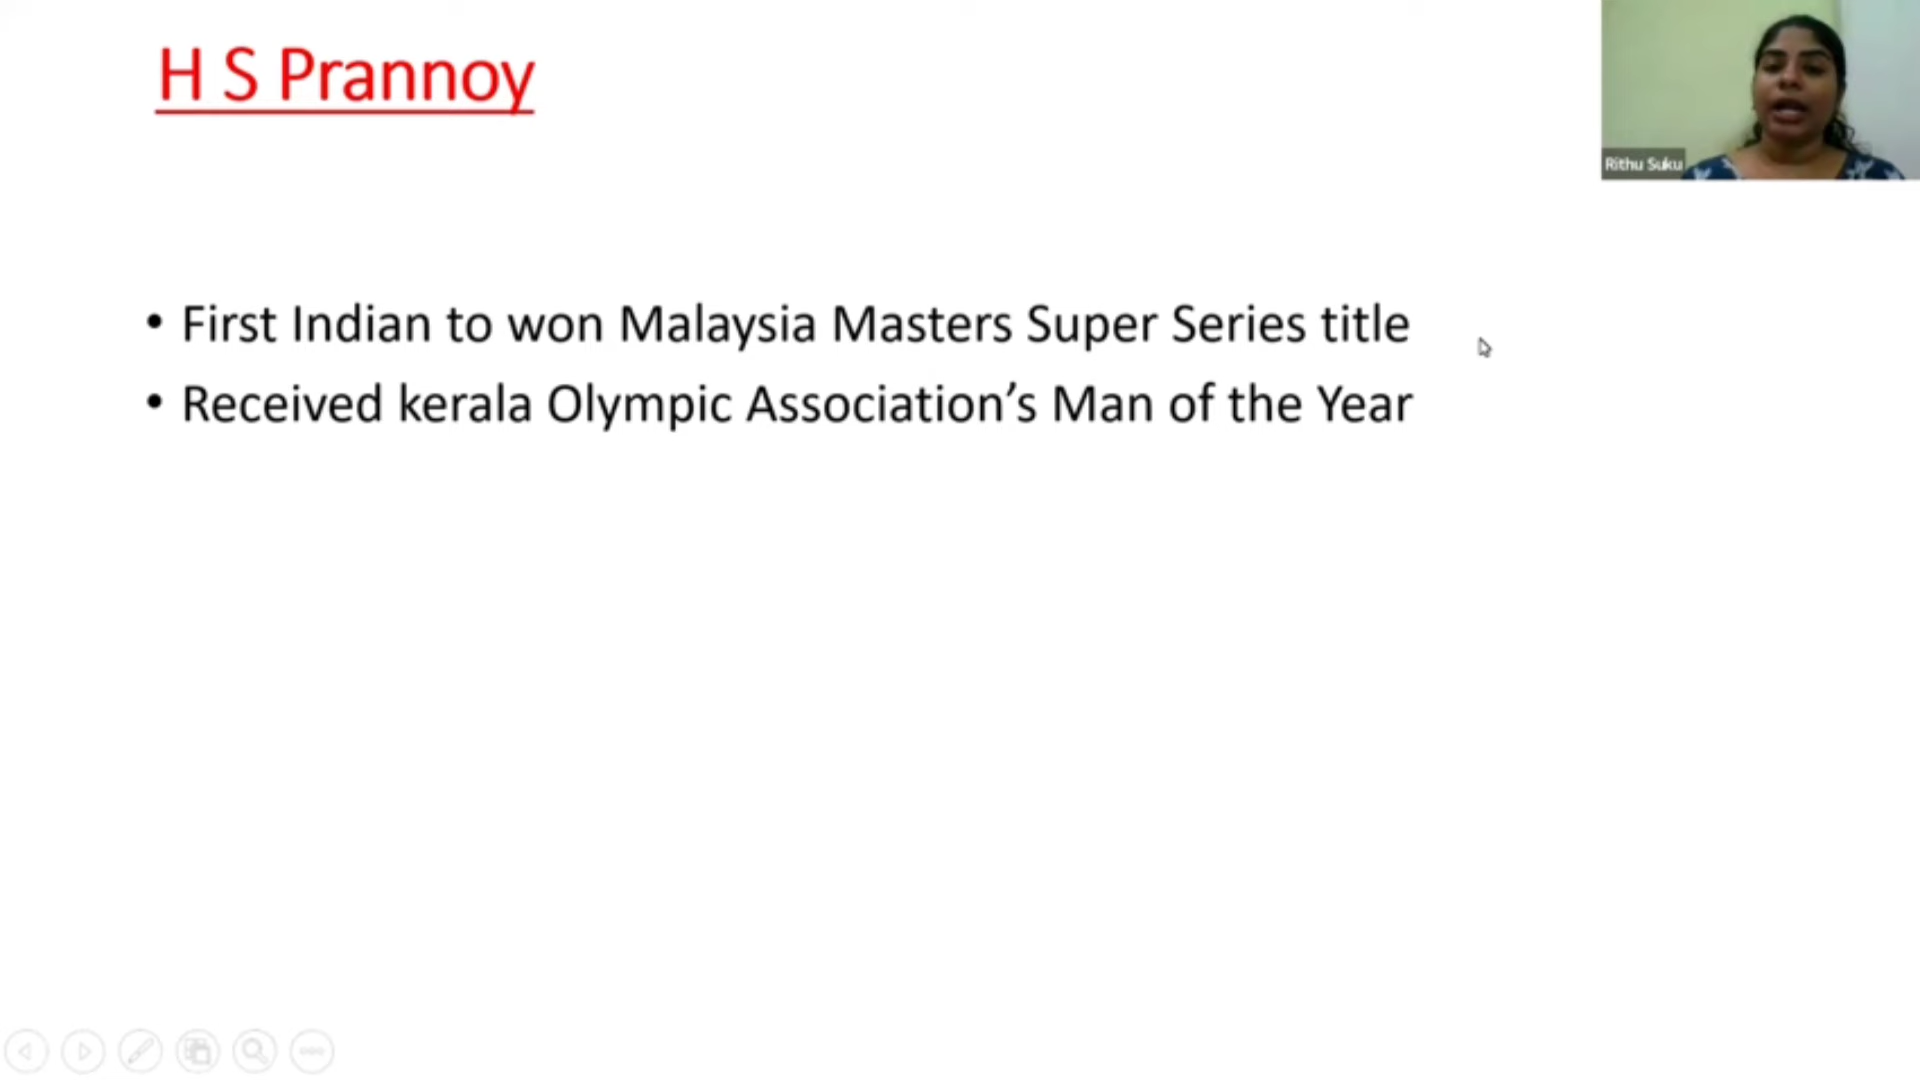 H S Prannoy
Rithu Suku
• First Indian to won Malaysia Masters Super Series title
• Received kerala Olympic Association’s Man of the Year